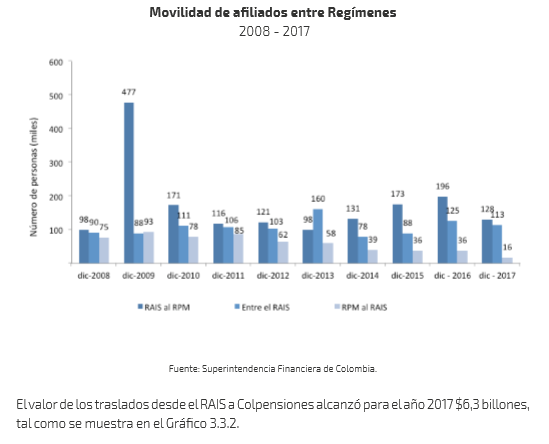 Movilidad de afiliados entre Regímenes
2008 - 2017
Número de personas (miles)
600
500
400
300
200
100
98 90 75
477 88 93
171 111 78
116 106 85
121 103 62
98 160 58
131 78 39
173 88 36
196 125 36
128 113 16
dic-2008 dic-2009 dic-2010 dic-2011 dic-2012 dic-2013 dic-2014 dic-2015 dic - 2016 dic - 2017
RAIS al RPM Entre el RAIS RPM al RAIS
Fuente: Superintendencia Financiera de Colombia.
El valor de los traslados desde el RAIS a Colpensiones alcanzó para el año 2017 $6,3 billones,
tal como se muestra en el Gráfico 3.3.2.